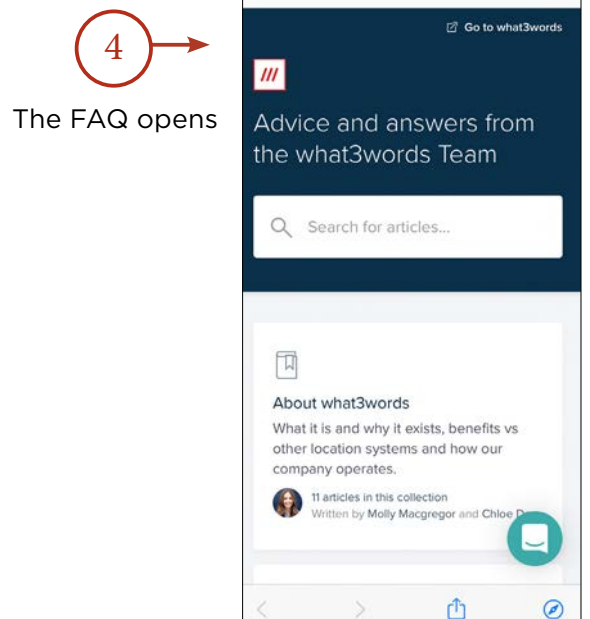 4
The FAQ opens
Go to what3words
Advice and answers from
the what3words Team
Search for articles...
About what3words
What it is and why it exists, benefits vs
other location systems and how our
company operates.
11 articles in this collection
Written by Molly Macgregor and Chloe